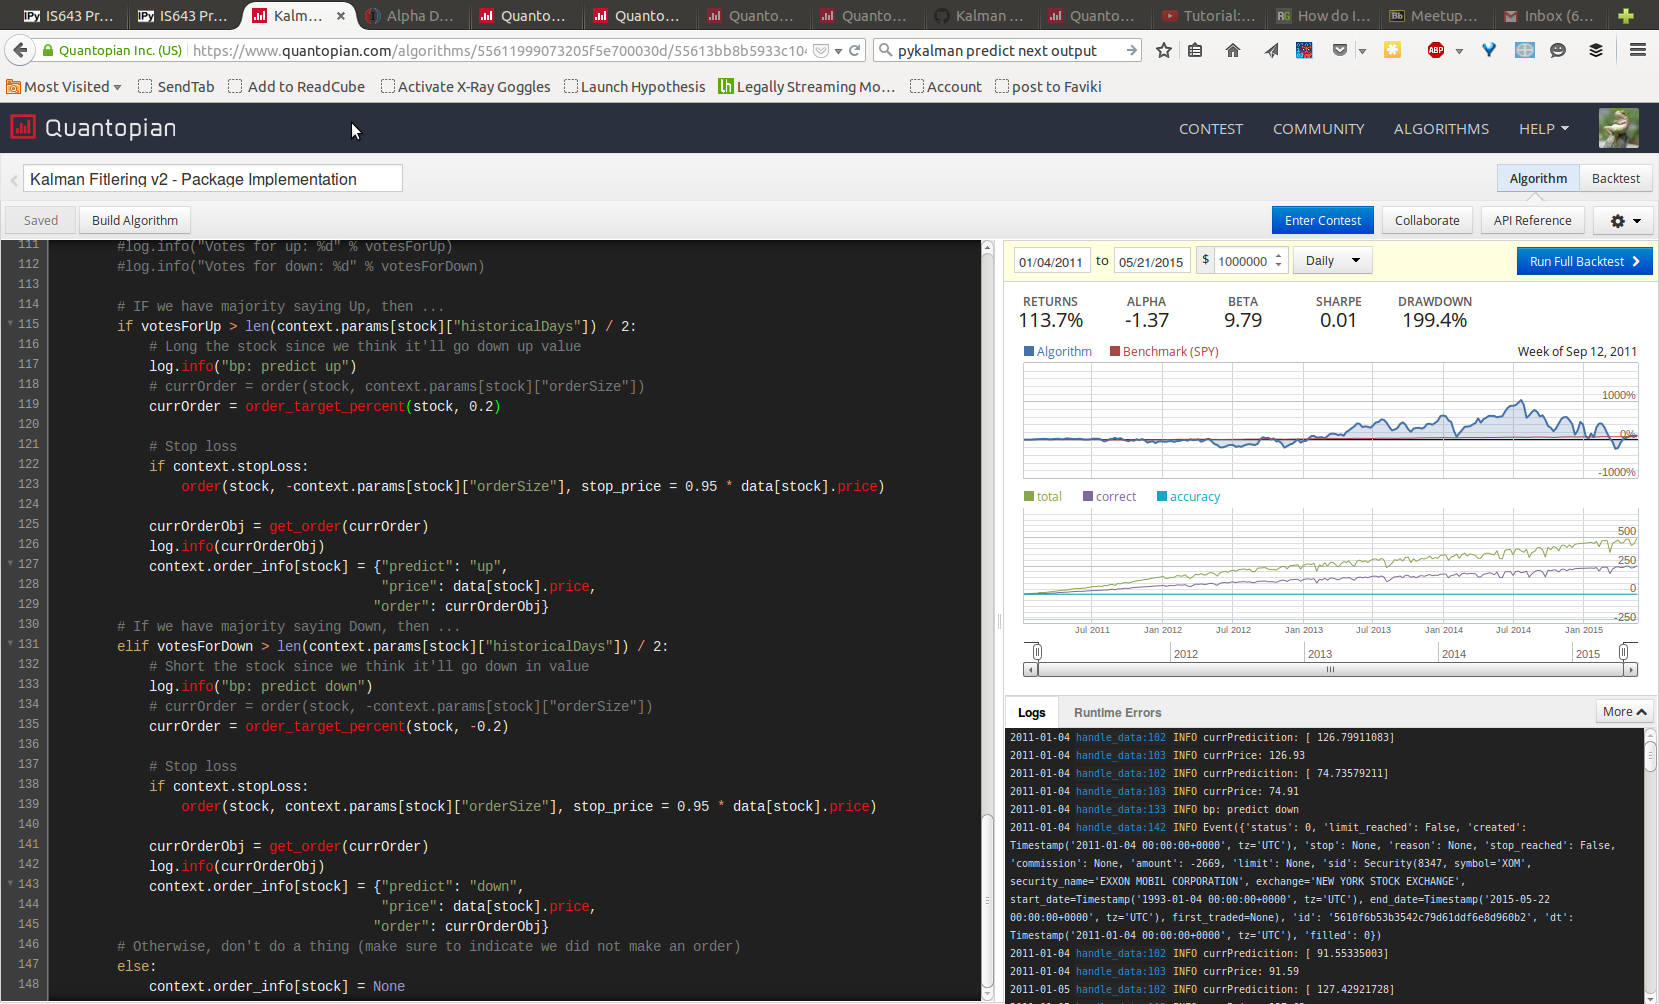 IS643 Pr...
IS643 Pr...
Kalm...
Alpha D...
Quanto...
Quanto...
Quanto...
Quanto...
Kalman ...
Quanto...
Tutorial:...
How do I...
Meetup...
Inbox (6...
Quantopian Inc. (US)
https://www.quantopian.com/algorithms/55611999073205f5e700030d/55613bb8b5933c10
pykalman predict next output
Most Visited
SendTab
Add to ReadCube
Activate X-Ray Goggles
Launch Hypothesis
Legally Streaming Mo...
Account
post to Faviki
Quantopian
CONTEST
COMMUNITY
ALGORITHMS
HELP
Kalman Fitlering v2 - Package Implementation
Algorithm
Backtest
Saved
Build Algorithm
Enter Contest
Collaborate
API Reference
111 #log.info("Votes for up: %d" % votesForUp)
112 #log.info("Votes for down: %d" % votesForDown)
113
114 # IF we have majority saying Up, then ...
115 if votesForUp > len(context.params[stock]["historicalDays"]) / 2:
116 # Long the stock since we think it'll go down up value
117 log.info("bp: predict up")
118 # currOrder = order(stock, context.params[stock]["orderSize"])
119 currOrder = order_target_percent(stock, 0.2)
120
121 # Stop loss
122 if context.stopLoss:
123 order(stock, -context.params[stock]["orderSize"], stop_price = 0.95 * data[stock].price)
124
125 currOrderObj = get_order(currOrder)
126 log.info(currOrderObj)
127 context.order_info[stock] = {"predict": "up",
128 "price": data[stock].price,
129 "order": currOrderObj}
130 # If we have majority saying Down, then ...
131 elif votesForDown > len(context.params[stock]["historicalDays"]) / 2:
132 # Short the stock since we think it'll go down in value
133 log.info("bp: predict down")
134 # currOrder = order(stock, -context.params[stock]["orderSize"])
135 currOrder = order_target_percent(stock, -0.2)
136
137 # Stop loss
138 if context.stopLoss:
139 order(stock, context.params[stock]["orderSize"], stop_price = 0.95 * data[stock].price)
140
141 currOrderObj = get_order(currOrder)
142 log.info(currOrderObj)
143 context.order_info[stock] = {"predict": "down",
144 "price": data[stock].price,
145 "order": currOrderObj}
146 # Otherwise, don't do a thing (make sure to indicate we did not make an order)
147 else:
148 context.order_info[stock] = None
01/04/2011 to 05/21/2015 $ 1000000 Daily
Run Full Backtest
RETURNS ALPHA BETA SHARPE DRAWDOWN
113.7% -1.37 9.79 0.01 199.4%
Algorithm Benchmark (SPY) Week of Sep 12, 2011
1000%
0%
-1000%
total correct accuracy
500
250
0
-250
Jul 2011 Jan 2012 Jul 2012 Jan 2013 Jul 2013 Jan 2014 Jul 2014 Jan 2015
2012 2013 2014 2015
Logs
Runtime Errors
More
2011-01-04 handle_data:102 INFO currPredicition: [ 126.79911083]
2011-01-04 handle_data:103 INFO currPrice: 126.93
2011-01-04 handle_data:102 INFO currPredicition: [ 74.73579211]
2011-01-04 handle_data:103 INFO currPrice: 74.91
2011-01-04 handle_data:133 INFO bp: predict down
2011-01-04 handle_data:142 INFO Event({'status': 0, 'limit_reached': False, 'created':
Timestamp('2011-01-04 00:00:00+0000', tz='UTC'), 'stop': None, 'reason': None, 'stop_reached': False,
'commission': None, 'amount': -2669, 'limit': None, 'sid': Security(8347, symbol='XOM',
security_name='EXXON MOBIL CORPORATION', exchange='NEW YORK STOCK EXCHANGE',
start_date=Timestamp('1993-01-04 00:00:00+0000', tz='UTC'), end_date=Timestamp('2015-05-22
00:00:00+0000', tz='UTC'), first_traded=None), 'id': '5610f6b53b3542c79d61ddf6e8d960b2', 'dt':
Timestamp('2011-01-04 00:00:00+0000', tz='UTC'), 'filled': 0})
2011-01-04 handle_data:102 INFO currPredicition: [ 91.55335003]
2011-01-04 handle_data:103 INFO currPrice: 91.59
2011-01-05 handle_data:102 INFO currPredicition: [ 127.42921728]